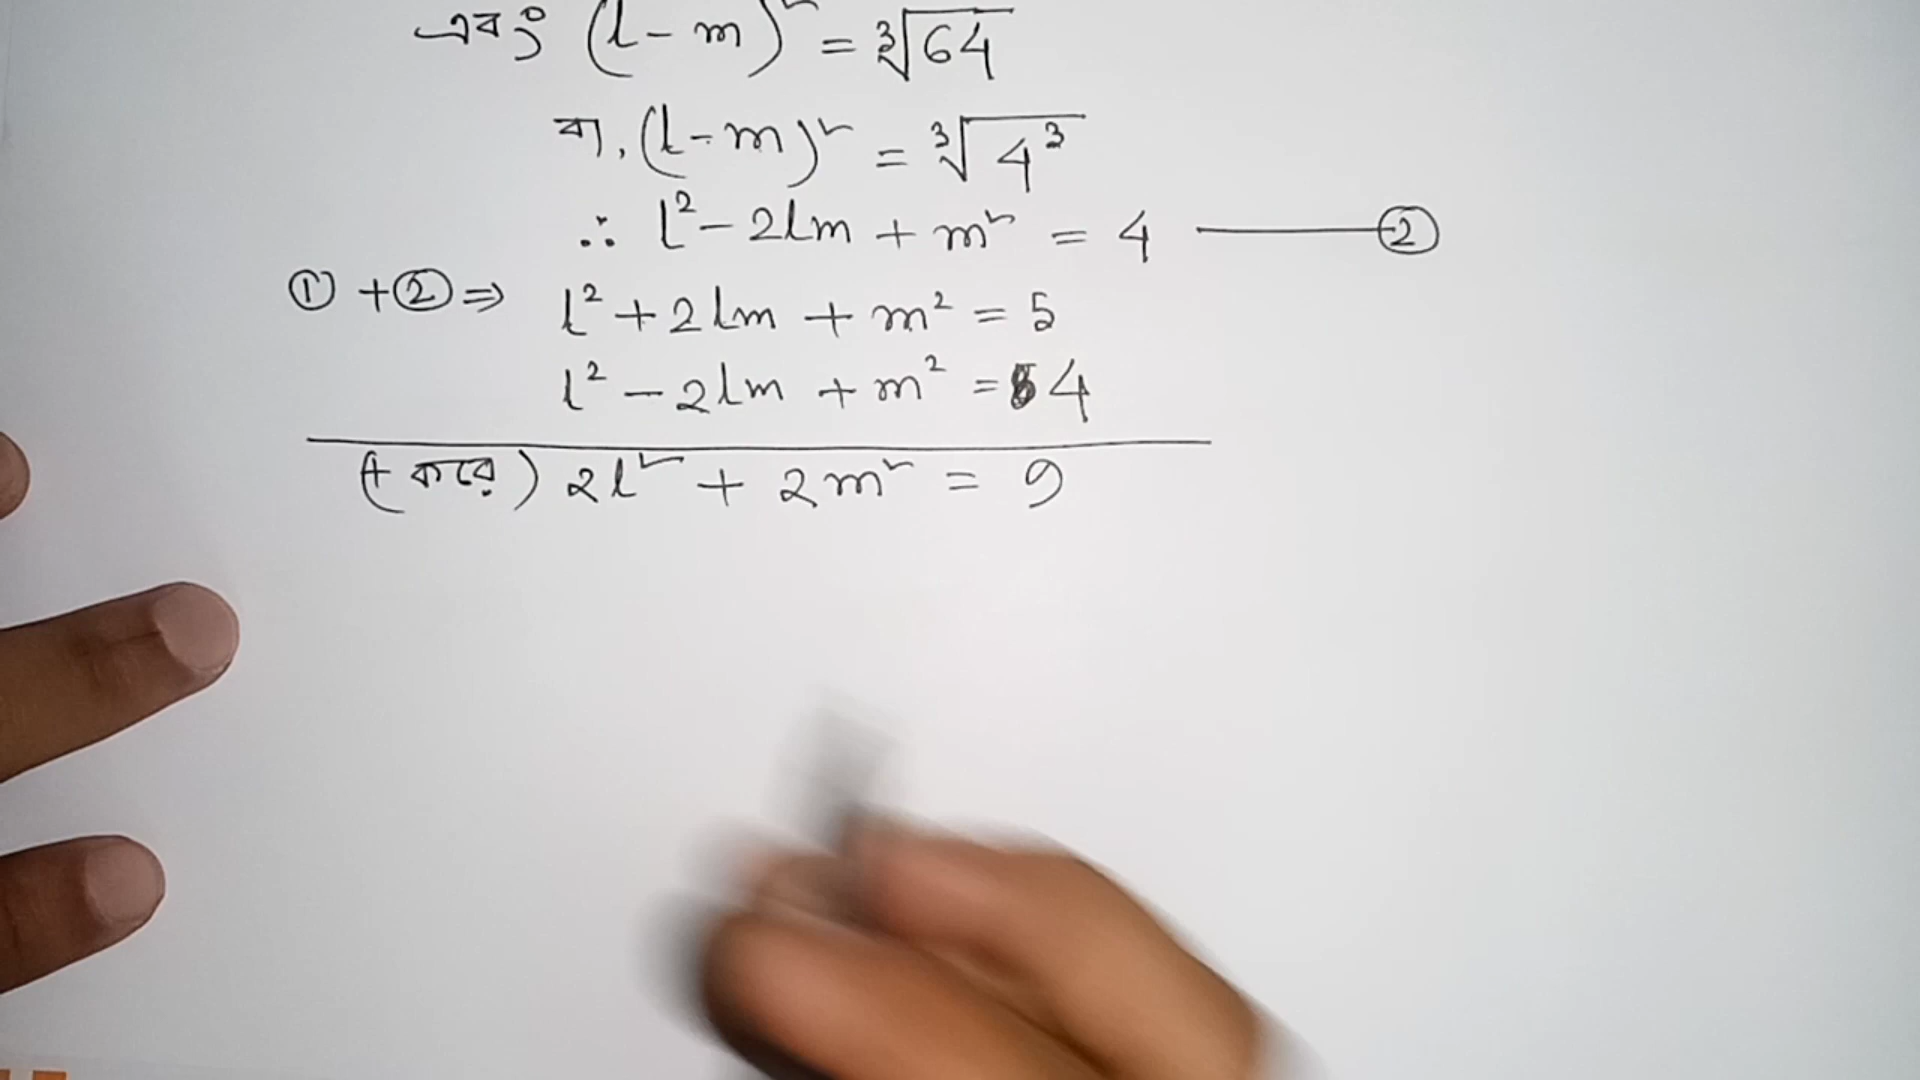 এবং (l - m)² = ∛64
বা, (l - m)² = ∛4³
∴ l² - 2lm + m² = 4 —— ②
① + ② ⇒ l² + 2lm + m² = 5
l² - 2lm + m² = 4
(+ করে) 2l² + 2m² = 9